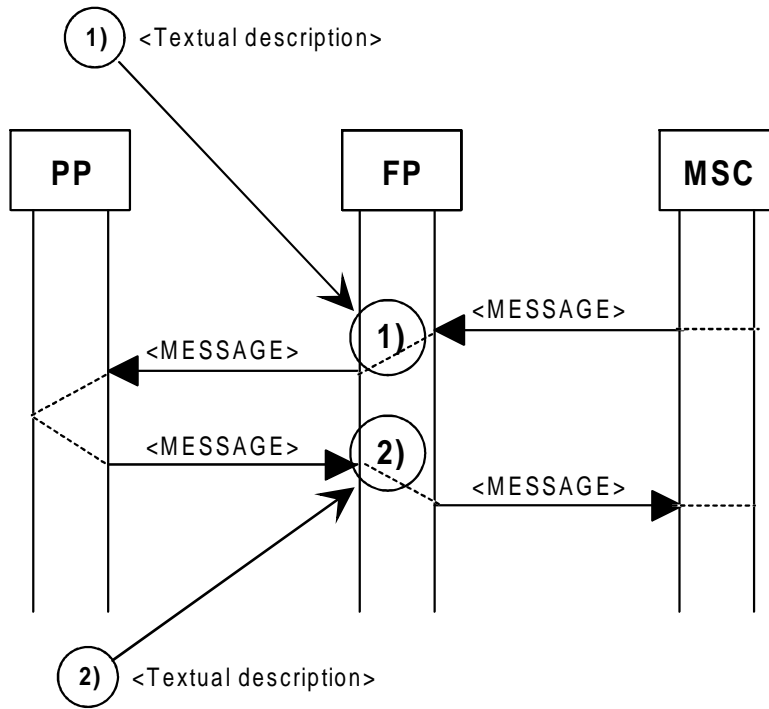 1) <Textual description>
PP FP MSC
<MESSAGE>
1)
<MESSAGE>
2)
<MESSAGE>
<MESSAGE>
2) <Textual description>